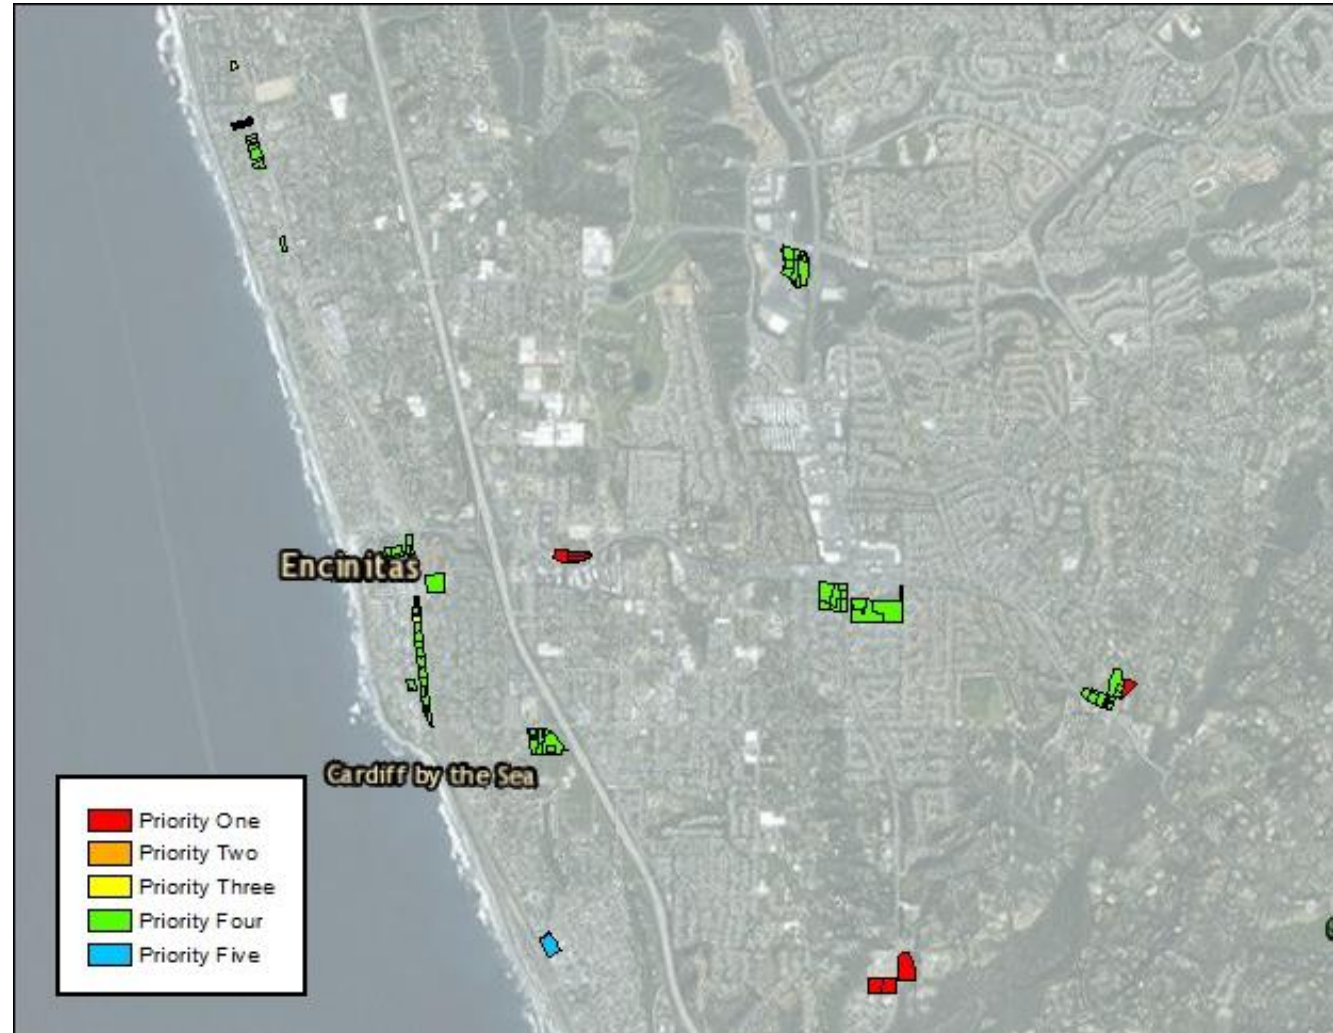 Encinitas
Cardiff by the Sea
Priority One
Priority Two
Priority Three
Priority Four
Priority Five